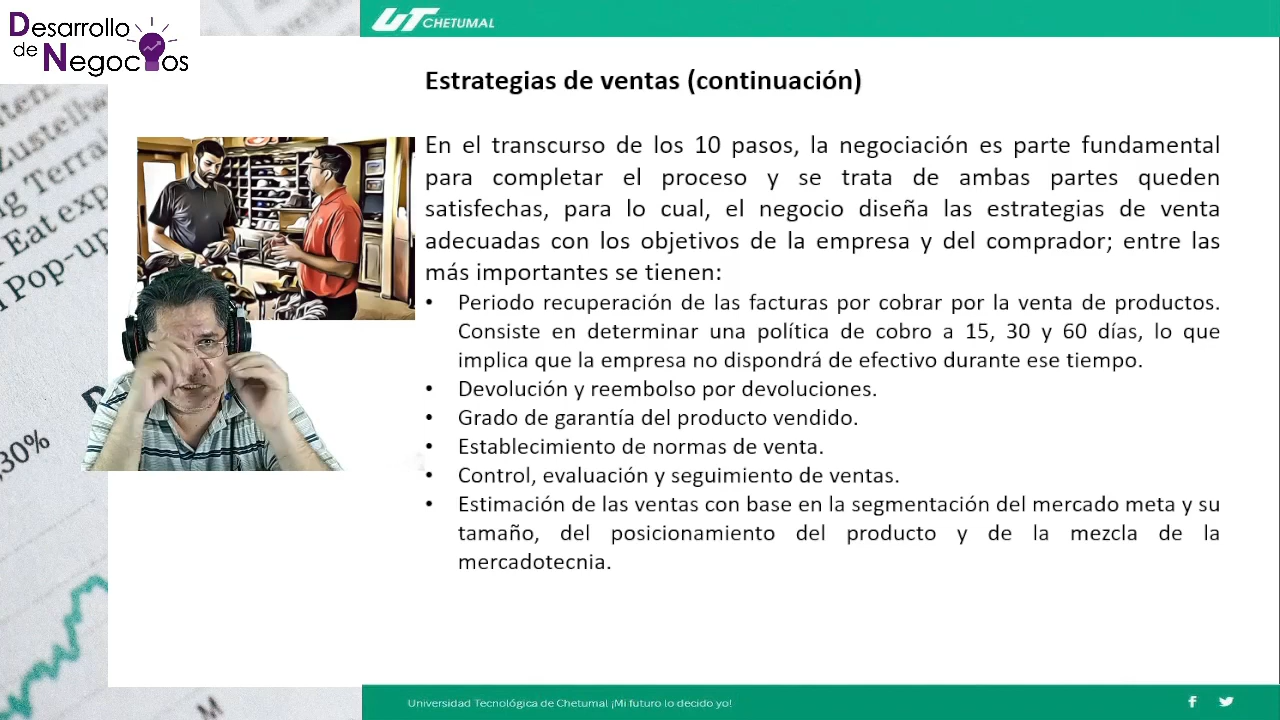 Desarrollo
de Negocios
UT CHETUMAL
Estrategias de ventas (continuación)
En el transcurso de los 10 pasos, la negociación es parte fundamental
para completar el proceso y se trata de ambas partes queden
satisfechas, para lo cual, el negocio diseña las estrategias de venta
adecuadas con los objetivos de la empresa y del comprador; entre las
más importantes se tienen:
• Periodo recuperación de las facturas por cobrar por la venta de productos.
Consiste en determinar una política de cobro a 15, 30 y 60 días, lo que
implica que la empresa no dispondrá de efectivo durante ese tiempo.
• Devolución y reembolso por devoluciones.
• Grado de garantía del producto vendido.
• Establecimiento de normas de venta.
• Control, evaluación y seguimiento de ventas.
• Estimación de las ventas con base en la segmentación del mercado meta y su
tamaño, del posicionamiento del producto y de la mezcla de la
mercadotecnia.
Zustell
Terra
Eat exp
Pop-up
,30%
M
Universidad Tecnológica de Chetumal ¡Mi futuro lo decido yo!